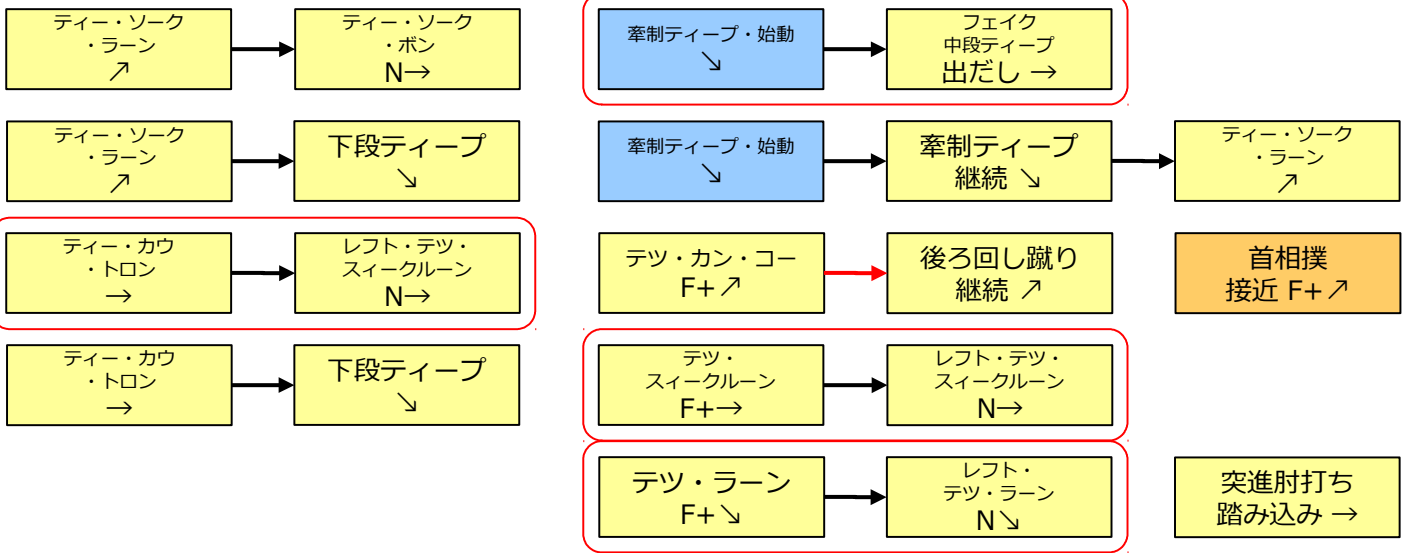 ティー・ソーク
・ラーン
↗
ティー・ソーク
・ボン
N→
牽制ティープ・始動
↘
フェイク
中段ティープ
出だし →
ティー・ソーク
・ラーン
↗
下段ティープ
↘
牽制ティープ・始動
↘
牽制ティープ
継続 ↘
ティー・ソーク
・ラーン
↗
ティー・カウ
・トロン
→
レフト・テツ・
スィークルーン
N→
テツ・カン・コー
F+↗
後ろ回し蹴り
継続 ↗
首相撲
接近 F+↗
ティー・カウ
・トロン
→
下段ティープ
↘
テツ・
スィークルーン
F+→
レフト・テツ・
スィークルーン
N→
テツ・ラーン
F+↘
レフト・
テツ・ラーン
N↘
突進肘打ち
踏み込み →